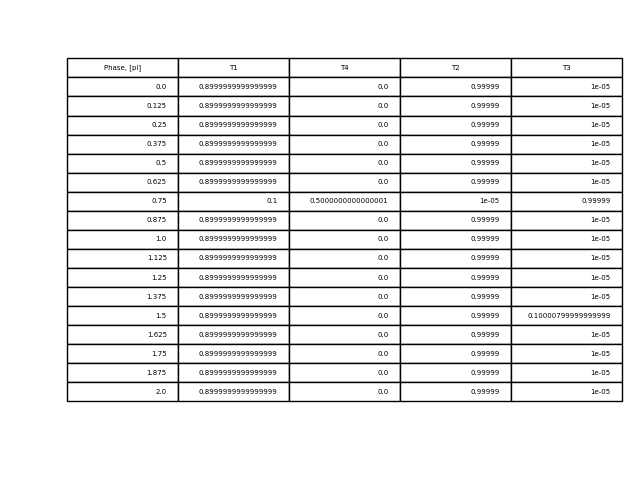 Phase, [pi] T1 T4 T2 T3
0.0 0.8999999999999999 0.0 0.99999 1e-05
0.125 0.8999999999999999 0.0 0.99999 1e-05
0.25 0.8999999999999999 0.0 0.99999 1e-05
0.375 0.8999999999999999 0.0 0.99999 1e-05
0.5 0.8999999999999999 0.0 0.99999 1e-05
0.625 0.8999999999999999 0.0 0.99999 1e-05
0.75 0.1 0.5000000000000001 1e-05 0.99999
0.875 0.8999999999999999 0.0 0.99999 1e-05
1.0 0.8999999999999999 0.0 0.99999 1e-05
1.125 0.8999999999999999 0.0 0.99999 1e-05
1.25 0.8999999999999999 0.0 0.99999 1e-05
1.375 0.8999999999999999 0.0 0.99999 1e-05
1.5 0.8999999999999999 0.0 0.99999 0.10000799999999999
1.625 0.8999999999999999 0.0 0.99999 1e-05
1.75 0.8999999999999999 0.0 0.99999 1e-05
1.875 0.8999999999999999 0.0 0.99999 1e-05
2.0 0.8999999999999999 0.0 0.99999 1e-05